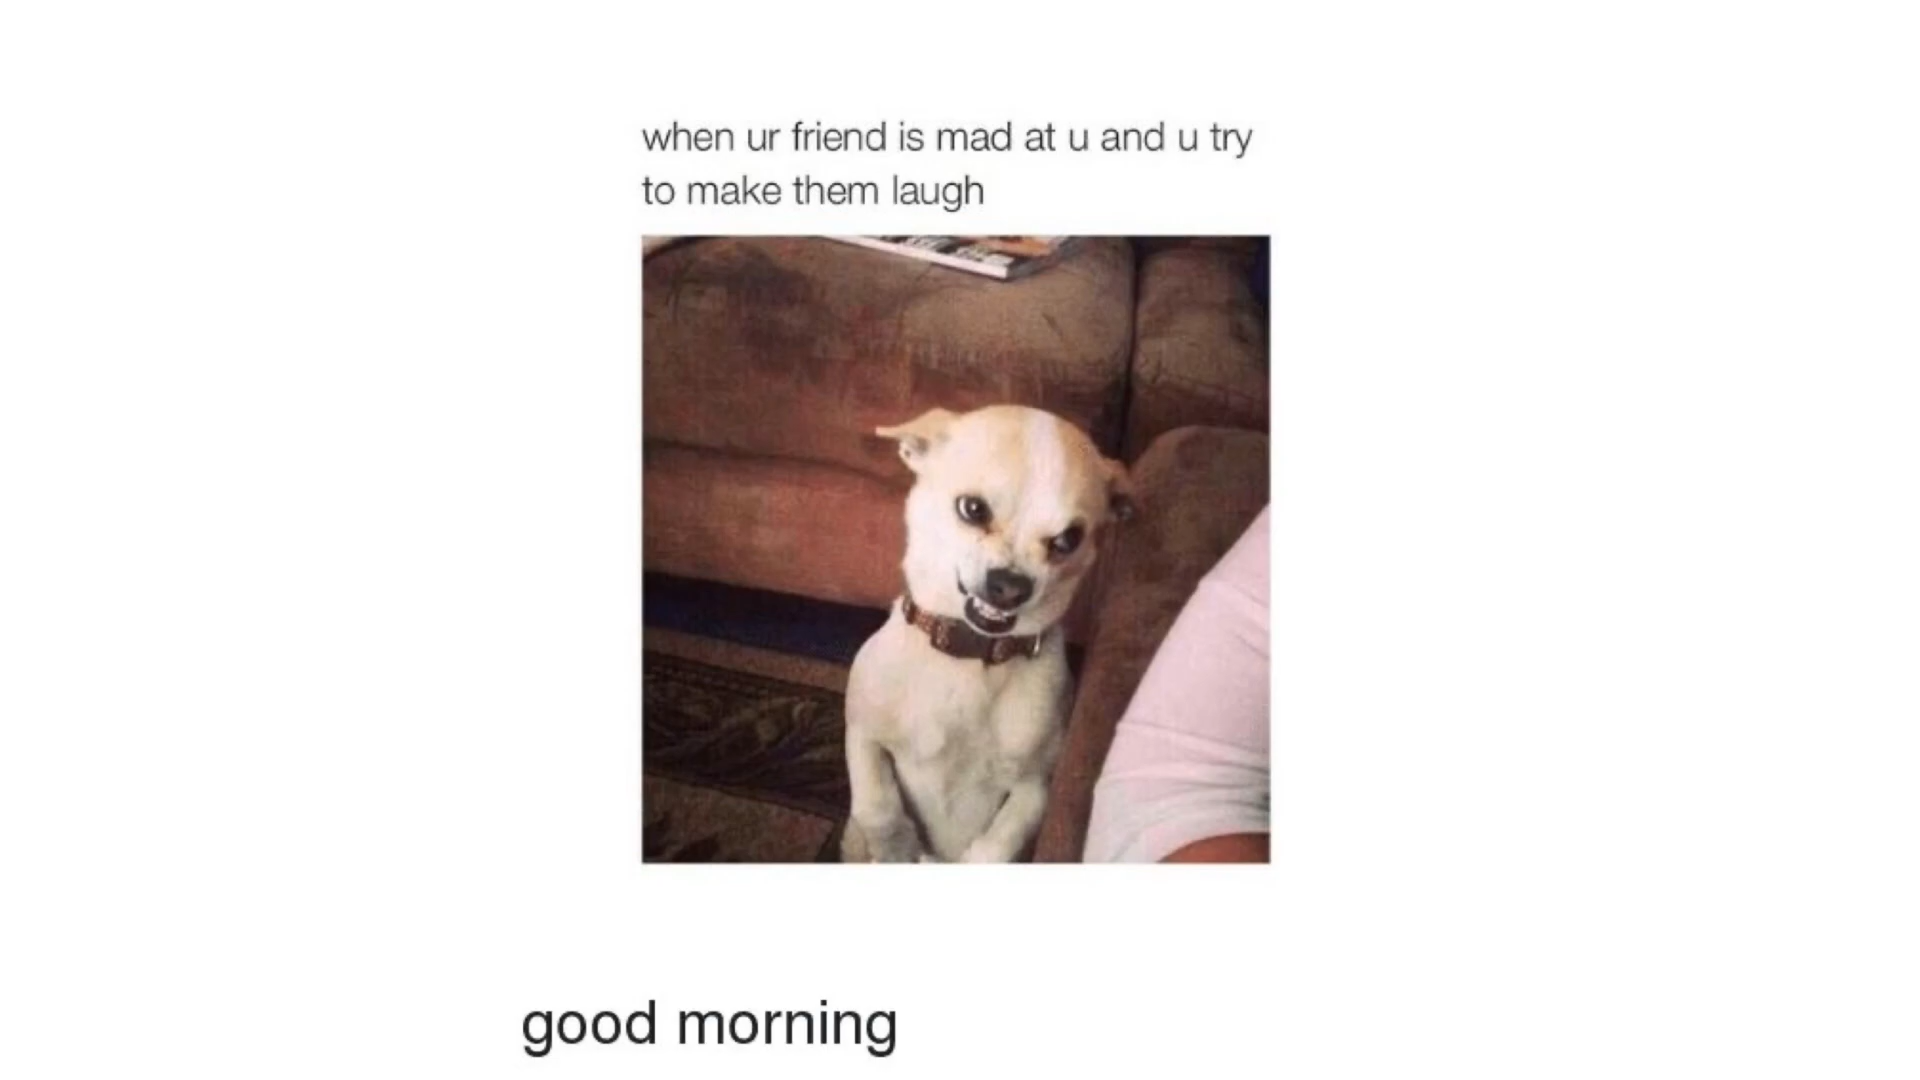 when ur friend is mad at u and u try
to make them laugh
good morning